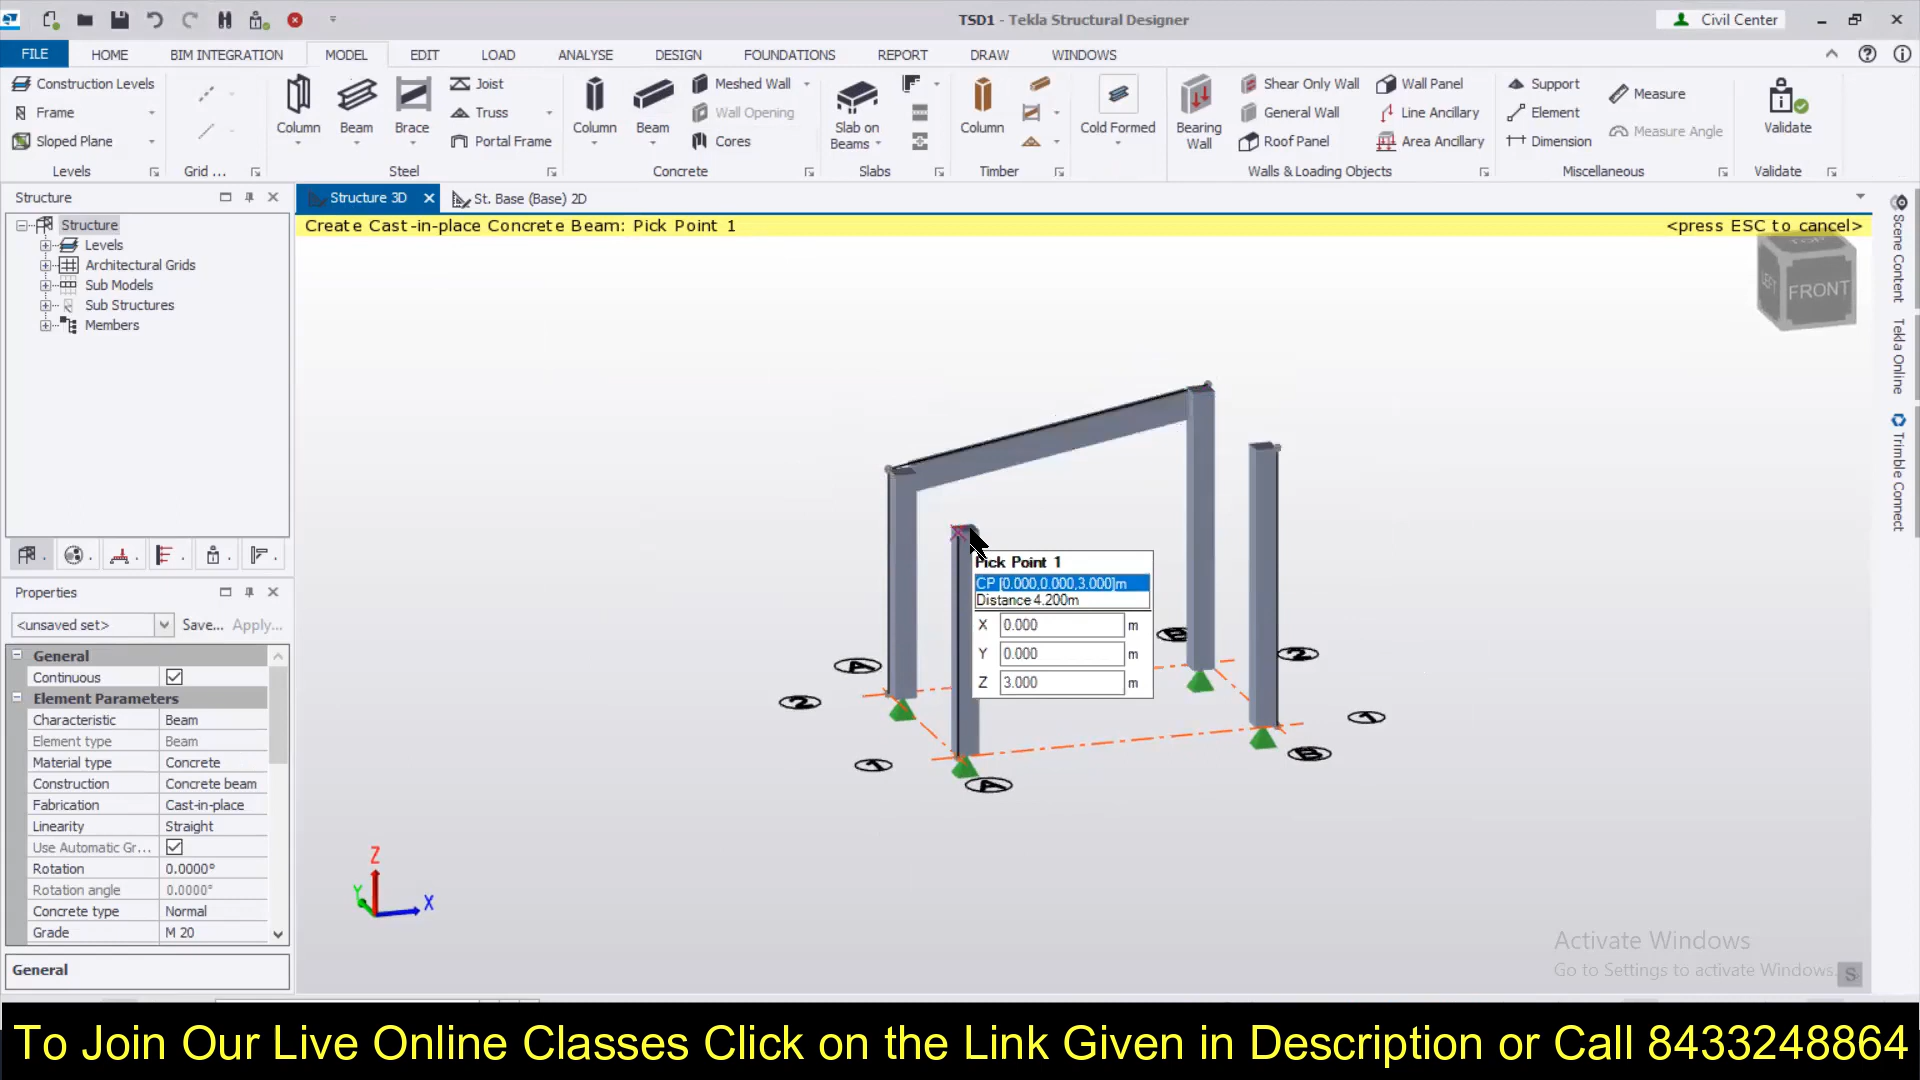 TSD1 - Tekla Structural Designer
Civil Center
FILE HOME BIM INTEGRATION MODEL EDIT LOAD ANALYSE DESIGN FOUNDATIONS REPORT DRAW WINDOWS
Construction Levels
Frame
Sloped Plane
Levels
Grid ...
Column Beam Brace
Joist
Truss
Portal Frame
Steel
Column Beam
Meshed Wall
Wall Opening
Cores
Concrete
Slab on Beams
Slabs
Column
Timber
Cold Formed
Bearing Wall
Shear Only Wall
General Wall
Roof Panel
Wall Panel
Line Ancillary
Area Ancillary
Walls & Loading Objects
Support
Element
Dimension
Measure
Measure Angle
Miscellaneous
Validate
Validate
Structure
Structure 3D
St. Base (Base) 2D
Create Cast-in-place Concrete Beam: Pick Point 1
<press ESC to cancel>
Structure
Levels
Architectural Grids
Sub Models
Sub Structures
Members
TOP
LEFT
FRONT
Scene Content
Tekla Online
Trimble Connect
Pick Point 1
CP [0.000,0.000,3.000]m
Distance 4.200m
X 0.000 m
Y 0.000 m
Z 3.000 m
A
B
2
2
1
1
B
A
Z
Y
X
Properties
<unsaved set>
Save... Apply...
General
Continuous
Element Parameters
Characteristic Beam
Element type Beam
Material type Concrete
Construction Concrete beam
Fabrication Cast-in-place
Linearity Straight
Use Automatic Gr...
Rotation 0.0000°
Rotation angle 0.0000°
Concrete type Normal
Grade M 20
General
Activate Windows
Go to Settings to activate Windows.
S
To Join Our Live Online Classes Click on the Link Given in Description or Call 8433248864